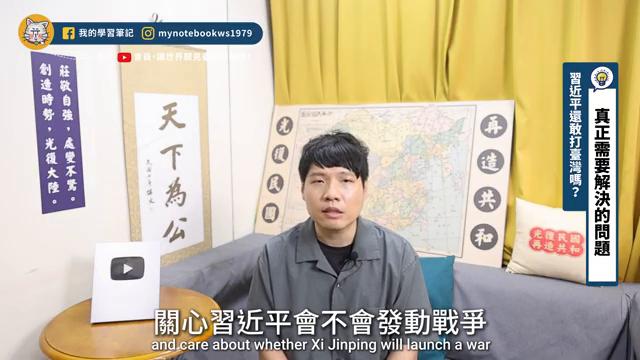 我的學習筆記 mynotebookws1979
莊敬自強,處變不驚。
創造時勢,光復大陸。
天下為公
光復民國
再造共和
光復民國
再造共和
真正需要解決的問題
習近平還敢打臺灣嗎?
關心習近平會不會發動戰爭
and care about whether Xi Jinping will launch a war